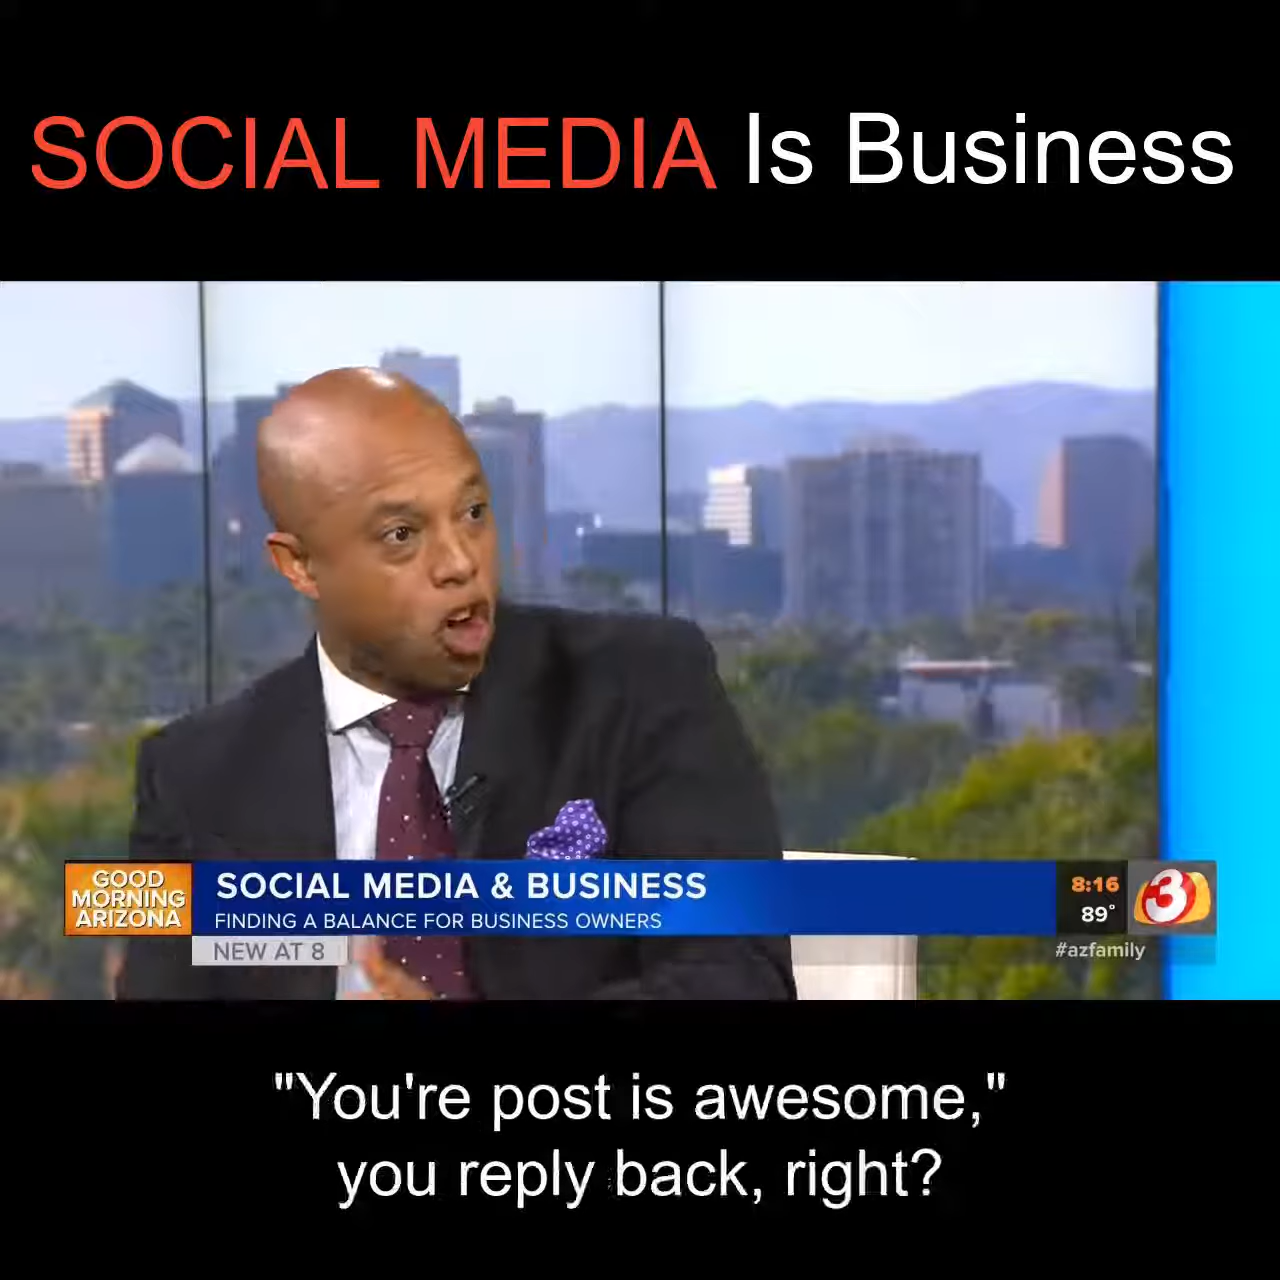 SOCIAL MEDIA Is Business
GOOD
MORNING
ARIZONA
SOCIAL MEDIA & BUSINESS
FINDING A BALANCE FOR BUSINESS OWNERS
NEW AT 8
8:16
89°
3
#azfamily
"You're post is awesome,"
you reply back, right?